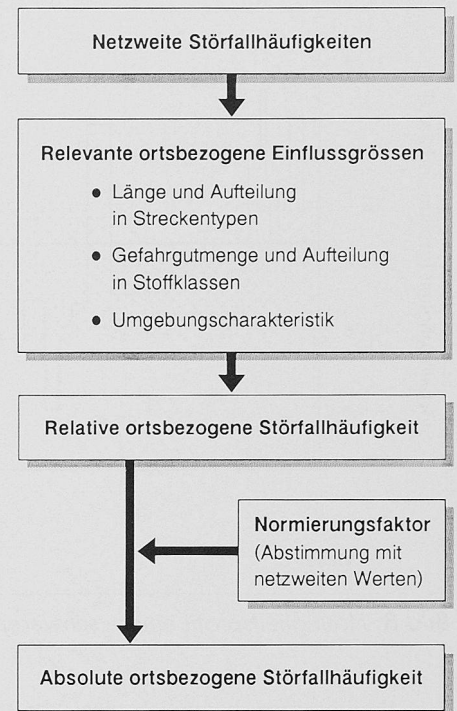 Netzweite Störfallhäufigkeiten
Relevante ortsbezogene Einflussgrössen
● Länge und Aufteilung
in Streckentypen
● Gefahrgutmenge und Aufteilung
in Stoffklassen
● Umgebungscharakteristik
Relative ortsbezogene Störfallhäufigkeit
Normierungsfaktor
(Abstimmung mit
netzweiten Werten)
Absolute ortsbezogene Störfallhäufigkeit